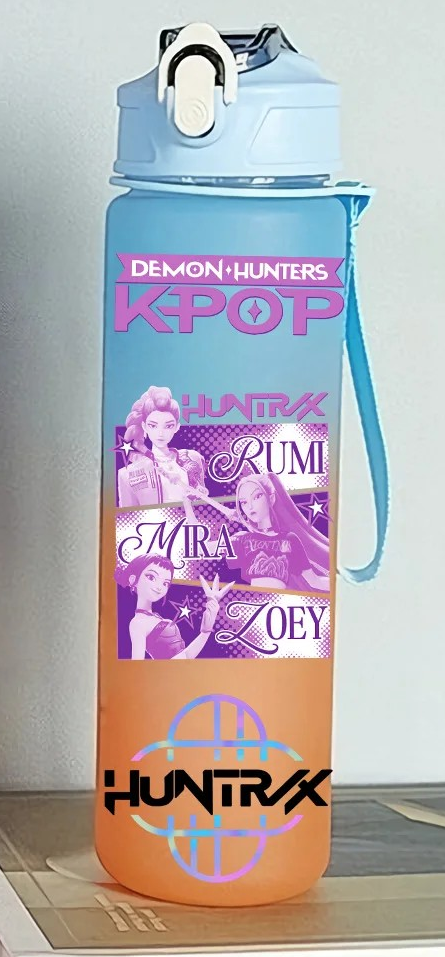 DEMON HUNTERS
K-POP
HUNTR/X
RUMI
MIRA
ZOEY
HUNTR/X